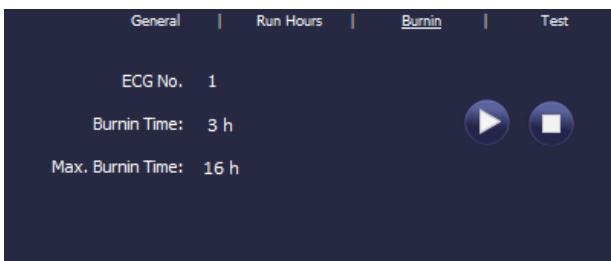 General | Run Hours | Burnin | Test
ECG No. 1
Burnin Time: 3 h
Max. Burnin Time: 16 h